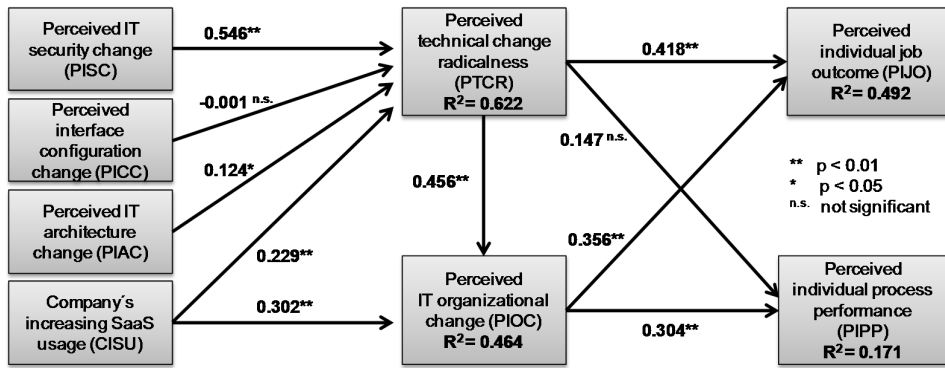 Perceived IT
security change
(PISC)
0.546**
Perceived
technical change
radicalness
(PTCR)
R²= 0.622
0.418**
Perceived
individual job
outcome (PIJO)
R²= 0.492
Perceived
interface
configuration
change (PICC)
-0.001 n.s.
0.147 n.s.
0.124*
0.456**
** p < 0.01
* p < 0.05
n.s. not significant
Perceived IT
architecture
change (PIAC)
0.229**
0.356**
Company´s
increasing SaaS
usage (CISU)
0.302**
Perceived
IT organizational
change (PIOC)
R²= 0.464
0.304**
Perceived
individual process
performance
(PIPP)
R²= 0.171